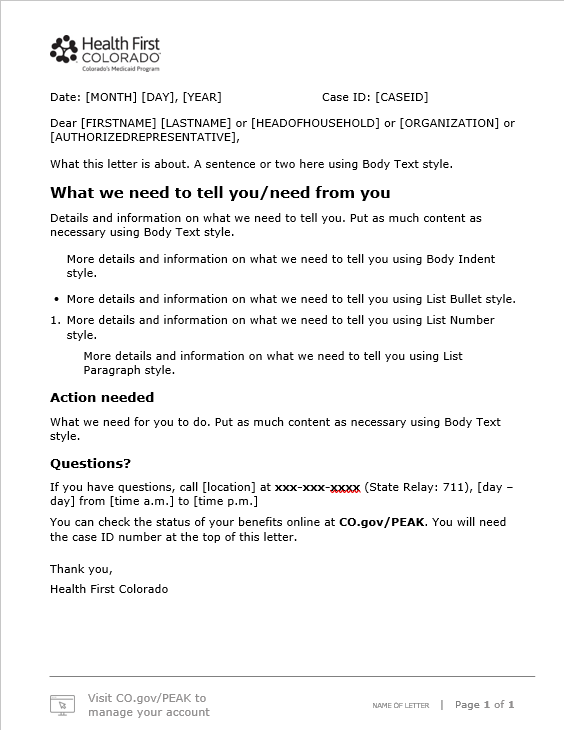 Health First
COLORADO
Colorado's Medicaid Program
Date: [MONTH] [DAY], [YEAR] Case ID: [CASEID]
Dear [FIRSTNAME] [LASTNAME] or [HEADOFHOUSEHOLD] or [ORGANIZATION] or
[AUTHORIZEDREPRESENTATIVE],
What this letter is about. A sentence or two here using Body Text style.
What we need to tell you/need from you
Details and information on what we need to tell you. Put as much content as
necessary using Body Text style.
More details and information on what we need to tell you using Body Indent
style.
• More details and information on what we need to tell you using List Bullet style.
1. More details and information on what we need to tell you using List Number
style.
More details and information on what we need to tell you using List
Paragraph style.
Action needed
What we need for you to do. Put as much content as necessary using Body Text
style.
Questions?
If you have questions, call [location] at xxx-xxx-xxxx (State Relay: 711), [day –
day] from [time a.m.] to [time p.m.]
You can check the status of your benefits online at CO.gov/PEAK. You will need
the case ID number at the top of this letter.
Thank you,
Health First Colorado
Visit CO.gov/PEAK to
manage your account
NAME OF LETTER | Page 1 of 1